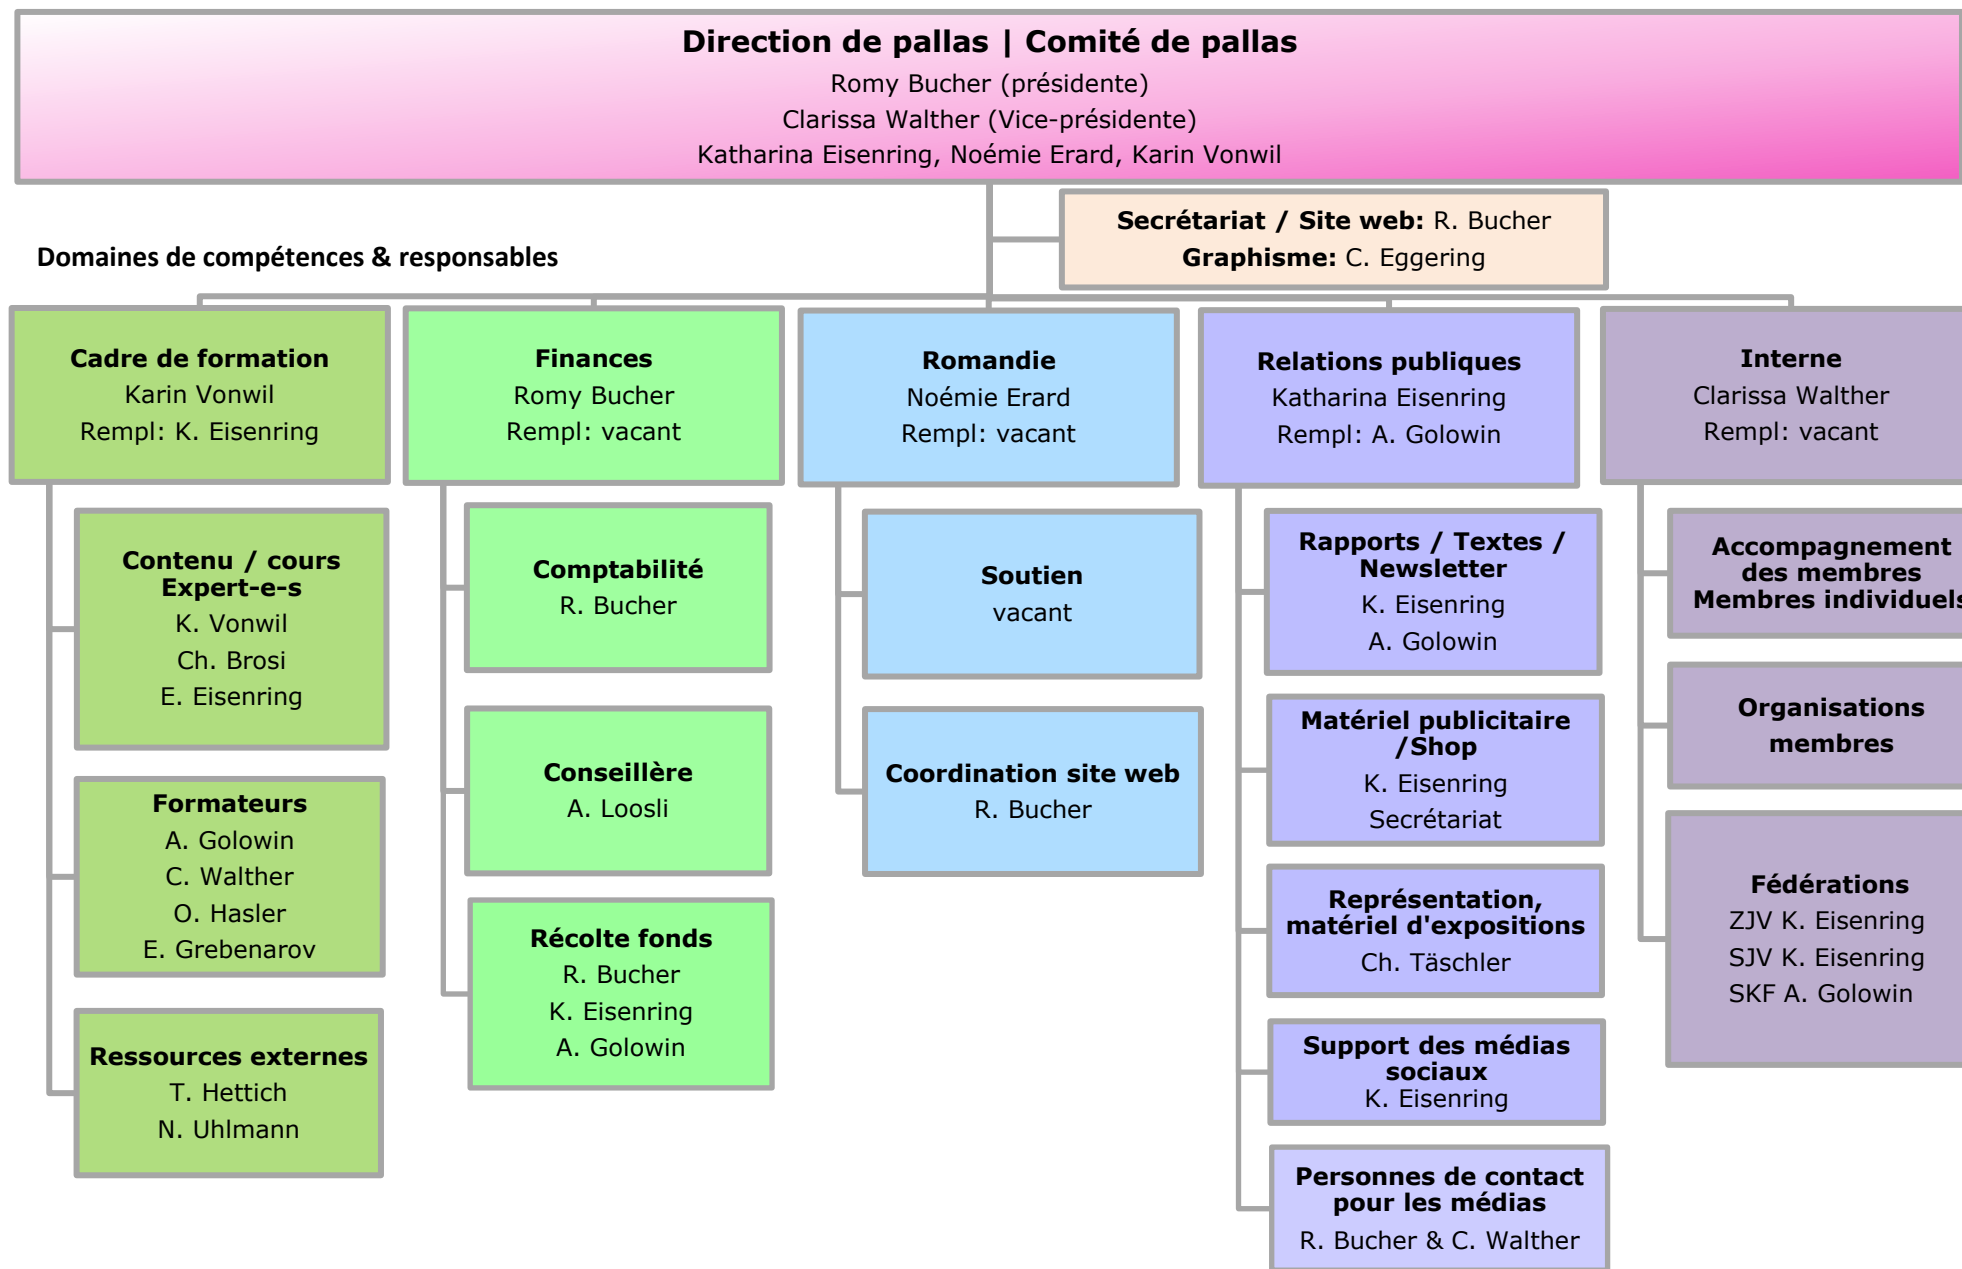 Direction de pallas | Comité de pallas
Romy Bucher (présidente)
Clarissa Walther (Vice-présidente)
Katharina Eisenring, Noémie Erard, Karin Vonwil
Secrétariat / Site web: R. Bucher
Graphisme: C. Eggering
Domaines de compétences & responsables
Cadre de formation
Karin Vonwil
Rempl: K. Eisenring
Contenu / cours
Expert-e-s
K. Vonwil
Ch. Brosi
E. Eisenring
Formateurs
A. Golowin
C. Walther
O. Hasler
E. Grebenarov
Ressources externes
T. Hettich
N. Uhlmann
Finances
Romy Bucher
Rempl: vacant
Comptabilité
R. Bucher
Conseillère
A. Loosli
Récolte fonds
R. Bucher
K. Eisenring
A. Golowin
Romandie
Noémie Erard
Rempl: vacant
Soutien
vacant
Coordination site web
R. Bucher
Relations publiques
Katharina Eisenring
Rempl: A. Golowin
Rapports / Textes /
Newsletter
K. Eisenring
A. Golowin
Matériel publicitaire
/Shop
K. Eisenring
Secrétariat
Représentation,
matériel d'expositions
Ch. Täschler
Support des médias
sociaux
K. Eisenring
Personnes de contact
pour les médias
R. Bucher & C. Walther
Interne
Clarissa Walther
Rempl: vacant
Accompagnement
des membres
Membres individuels
Organisations
membres
Fédérations
ZJV K. Eisenring
SJV K. Eisenring
SKF A. Golowin